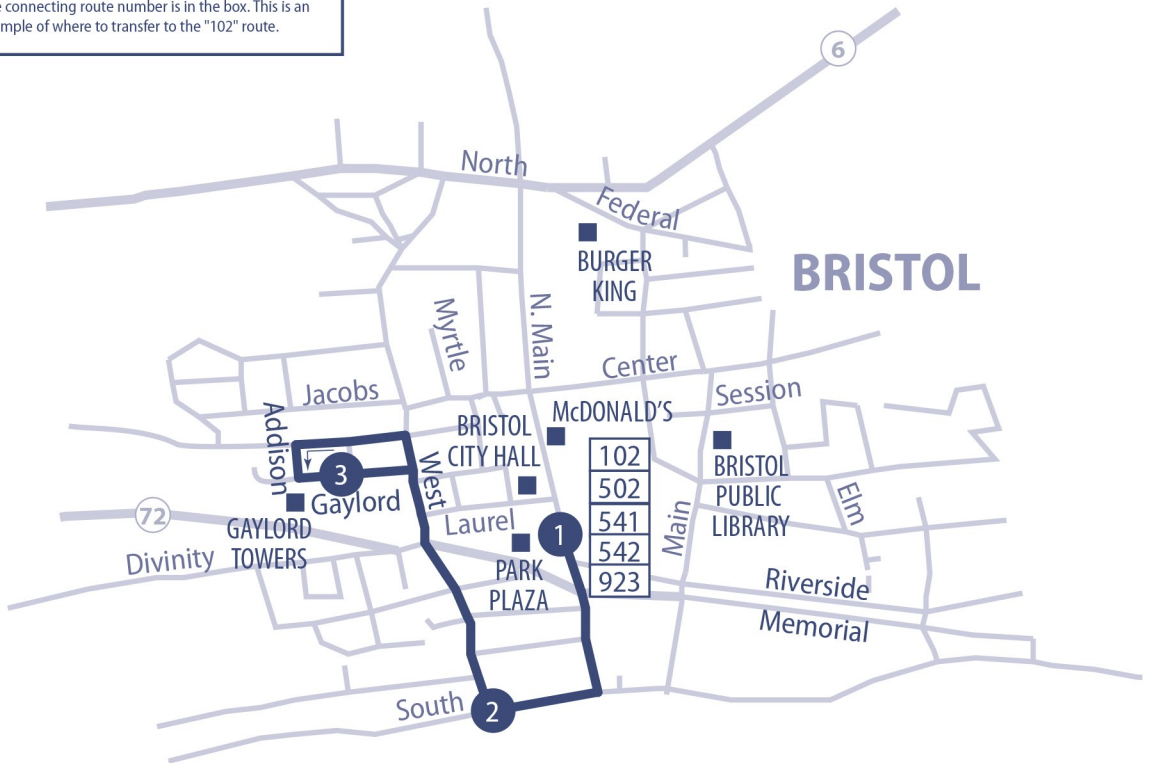 connecting route number is in the box. This is an
mple of where to transfer to the "102" route.
6
North
Federal
BURGER
KING
BRISTOL
Myrtle
N. Main
Center
Jacobs
Session
McDONALD'S
Addison
BRISTOL
CITY HALL
102
502
541
542
923
BRISTOL
PUBLIC
LIBRARY
West
3
Gaylord
72
GAYLORD
TOWERS
Laurel
1
Main
Elm
Divinity
PARK
PLAZA
Riverside
Memorial
South
2